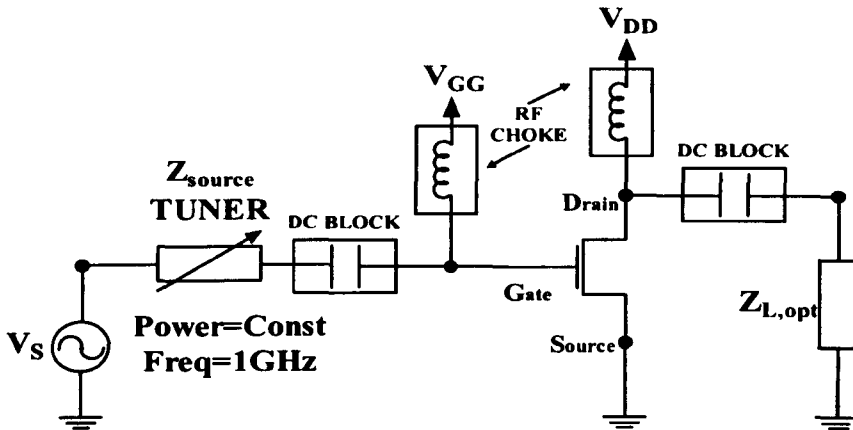 V_DD
V_GG
RF
CHOKE
DC BLOCK
Z_source
TUNER
DC BLOCK
Drain
Gate
Z_L,opt
Power=Const
Freq=1GHz
V_S
Source